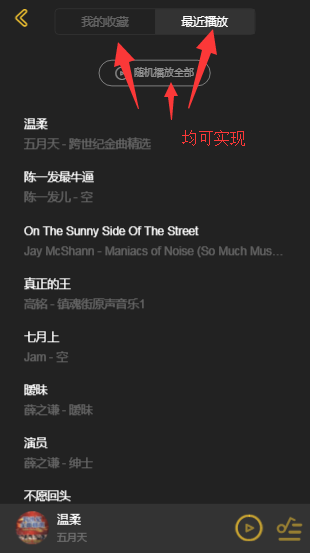 我的收藏 最近播放
随机播放全部
均可实现
温柔
五月天 - 跨世纪金曲精选
陈一发最牛逼
陈一发儿 - 空
On The Sunny Side Of The Street
Jay McShann - Maniacs of Noise (So Much Mus...
真正的王
高铭 - 镇魂街原声音乐1
七月上
Jam - 空
暧昧
薛之谦 - 暧昧
演员
薛之谦 - 绅士
不愿回头
温柔
五月天